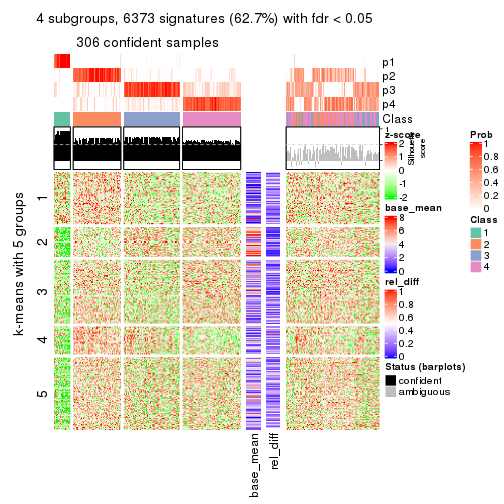 4 subgroups, 6373 signatures (62.7%) with fdr < 0.05
306 confident samples
p1
p2
p3
p4
Class
1
Silhouette score
k-means with 5 groups
1
2
3
4
5
base_mean
rel_diff
z-score
2
1
0
-1
-2
base_mean
8
6
4
2
0
rel_diff
1
0.8
0.6
0.4
0.2
0
Status (barplots)
confident
ambiguous
Prob
1
0.8
0.6
0.4
0.2
0
Class
1
2
3
4